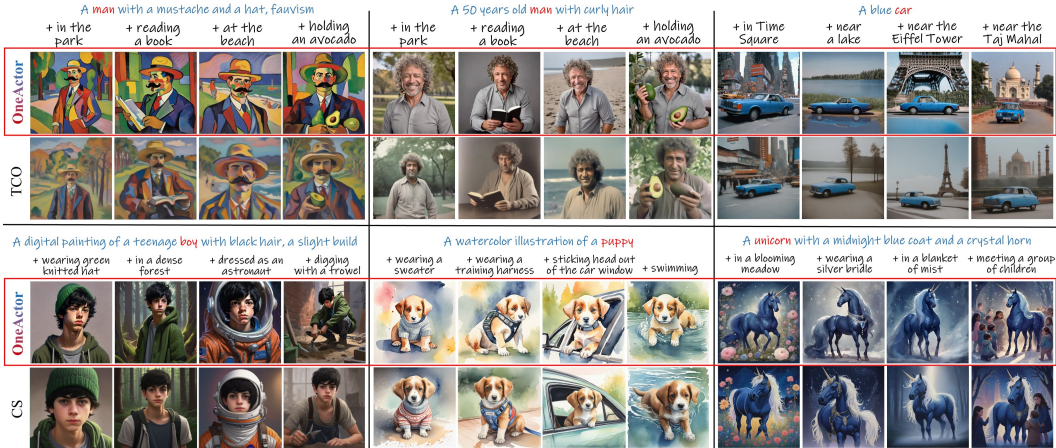 A man with a mustache and a hat, fauvism
+ in the park
+ reading a book
+ at the beach
+ holding an avocado
A 50 years old man with curly hair
+ in the park
+ reading a book
+ at the beach
+ holding an avocado
A blue car
+ in Time Square
+ near a lake
+ near the Eiffel Tower
+ near the Taj Mahal
OneActor
TCO
A digital painting of a teenage boy with black hair, a slight build
+ wearing green knitted hat
+ in a dense forest
+ dressed as an astronaut
+ digging with a trowel
A watercolor illustration of a puppy
+ wearing a sweater
+ wearing a training harness
+ sticking head out of the car window
+ swimming
A unicorn with a midnight blue coat and a crystal horn
+ in a blooming meadow
+ wearing a silver bridle
+ in a blanket of mist
+ meeting a group of children
OneActor
CS